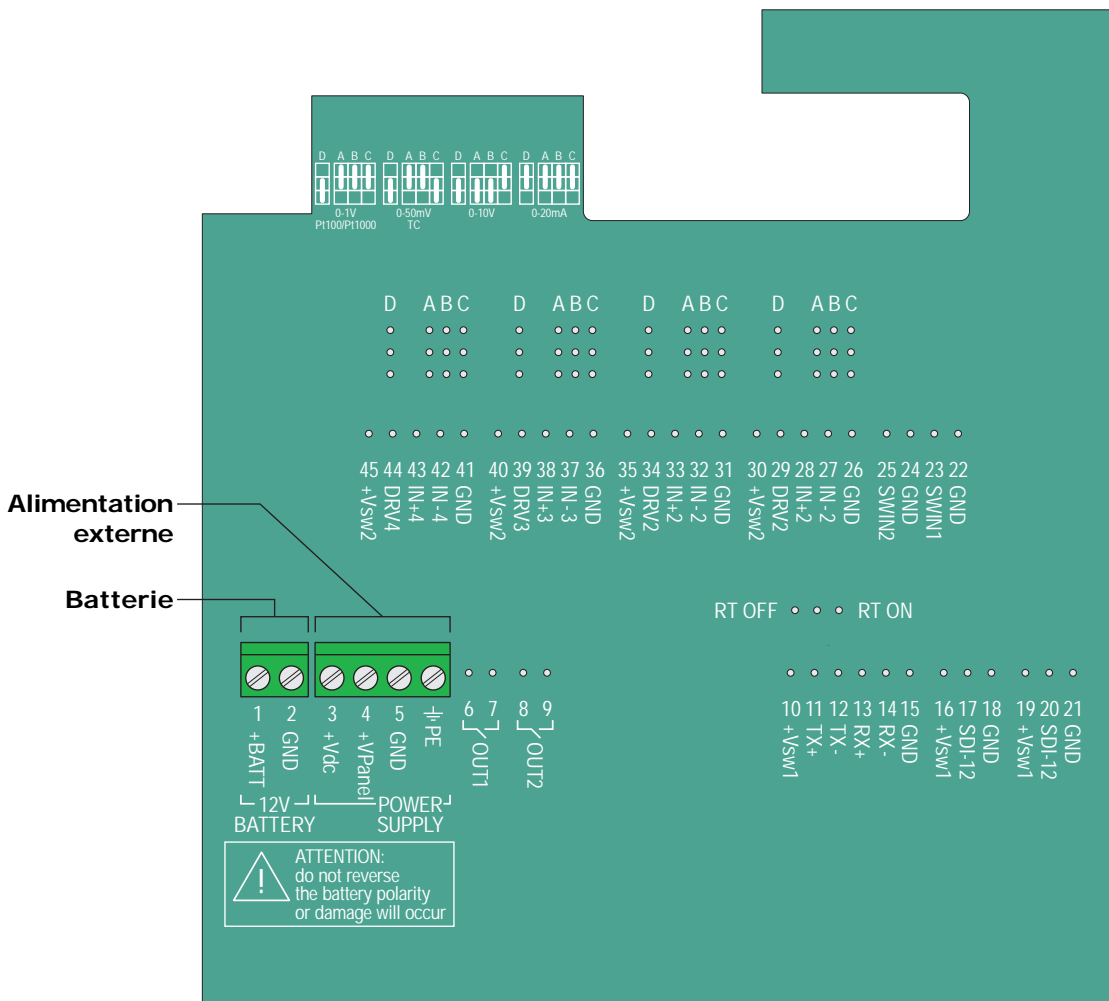 D A B C D A B C D A B C D A B C
0-1V 0-50mV 0-10V 0-20mA
Pt100/Pt1000 TC
D A B C D A B C D A B C D A B C
45 44 43 42 41 40 39 38 37 36 35 34 33 32 31 30 29 28 27 26 25 24 23 22
+Vsw2 DRV4 IN+4 IN-4 GND +Vsw2 DRV3 IN+3 IN-3 GND +Vsw2 DRV2 IN+2 IN-2 GND +Vsw2 DRV2 IN+2 IN-2 GND SWIN2 GND SWIN1 GND
Alimentation
externe
Batterie
RT OFF RT ON
1 2 3 4 5 PE 6 7 8 9 10 11 12 13 14 15 16 17 18 19 20 21
+BATT GND +Vdc +VPanel GND OUT1 OUT2 +Vsw1 TX+ TX- RX+ RX- GND +Vsw1 SDI-12 GND +Vsw1 SDI-12 GND
12V POWER
BATTERY SUPPLY
ATTENTION:
do not reverse
the battery polarity
or damage will occur